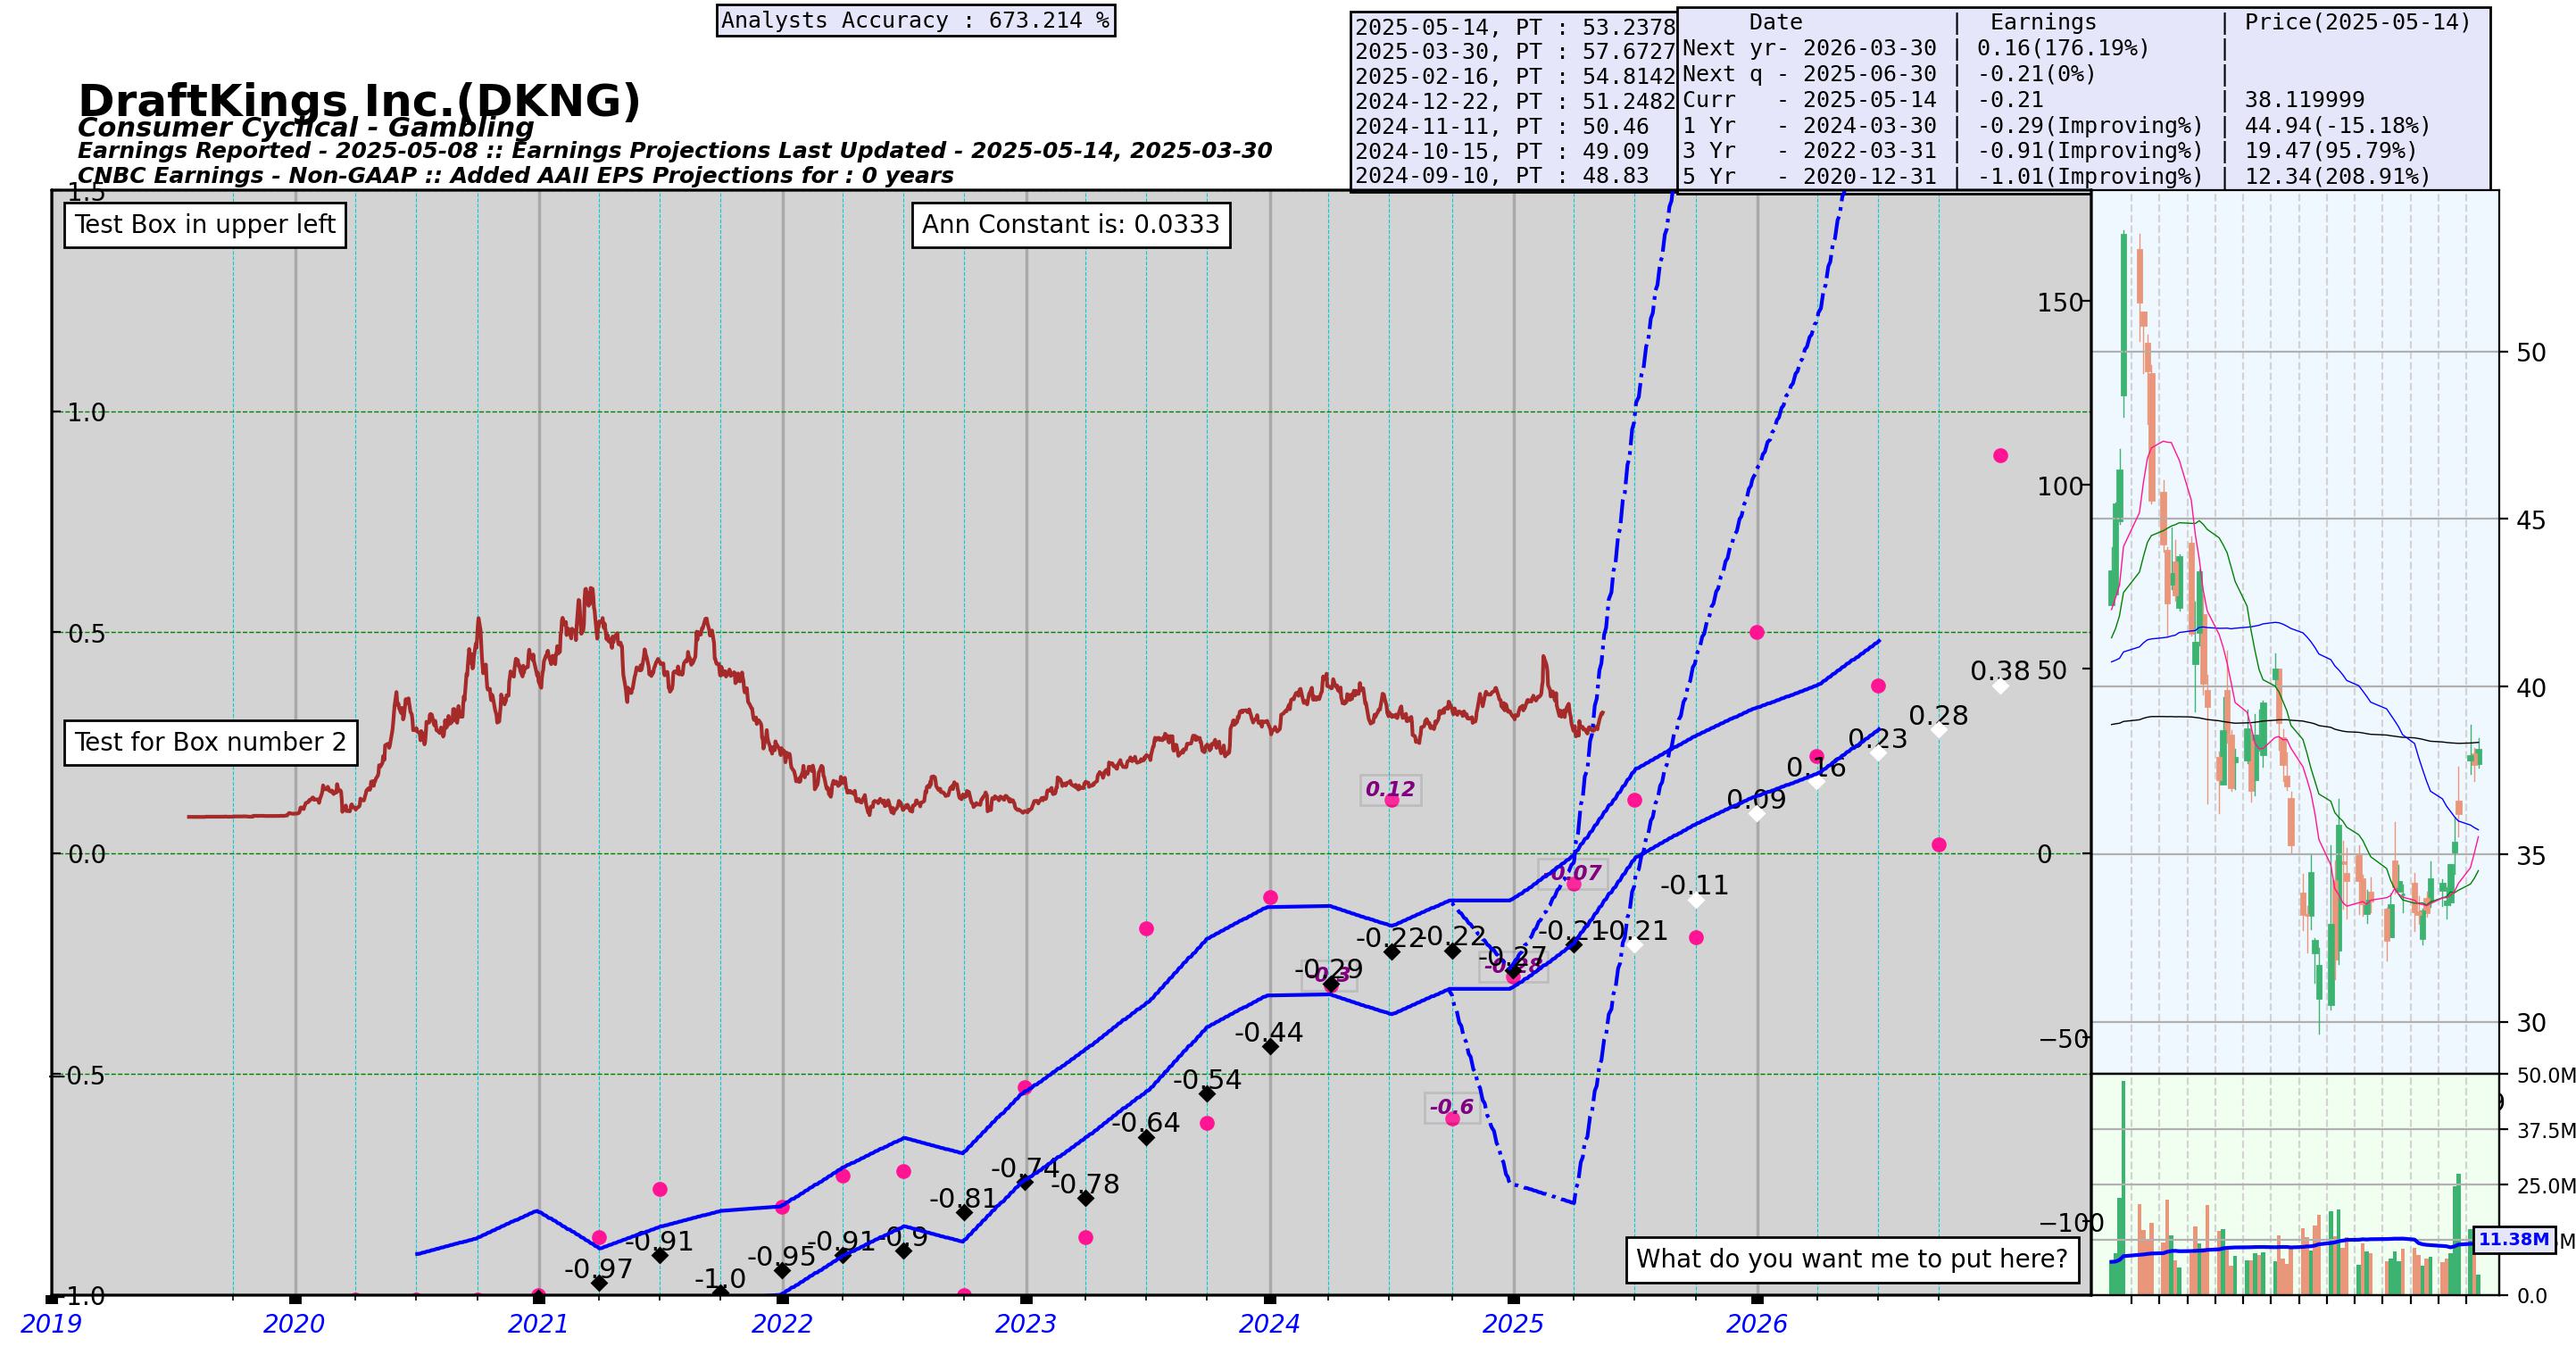 Analysts Accuracy : 673.214 %
DraftKings Inc.(DKNG)
Consumer Cyclical - Gambling
Earnings Reported - 2025-05-08 :: Earnings Projections Last Updated - 2025-05-14, 2025-03-30
CNBC Earnings - Non-GAAP :: Added AAII EPS Projections for : 0 years
2025-05-14, PT : 53.2378
2025-03-30, PT : 57.6727
2025-02-16, PT : 54.8142
2024-12-22, PT : 51.2482
2024-11-11, PT : 50.46
2024-10-15, PT : 49.09
2024-09-10, PT : 48.83
Date | Earnings | Price(2025-05-14)
Next yr- 2026-03-30 | 0.16(176.19%) |
Next q - 2025-06-30 | -0.21(0%) |
Curr - 2025-05-14 | -0.21 | 38.119999
1 Yr - 2024-03-30 | -0.29(Improving%) | 44.94(-15.18%)
3 Yr - 2022-03-31 | -0.91(Improving%) | 19.47(95.79%)
5 Yr - 2020-12-31 | -1.01(Improving%) | 12.34(208.91%)
Test Box in upper left
Ann Constant is: 0.0333
Test for Box number 2
What do you want me to put here?
1.5
1.0
0.5
0.0
−0.5
−1.0
150
100
50
0
−50
−100
-0.97
-0.91
-1.0
-0.95
-0.91
-0.9
-0.81
-0.74
-0.78
-0.64
-0.54
-0.44
-0.29
-0.3
-0.22
0.12
-0.22
-0.6
-0.27
-0.28
-0.21
-0.07
-0.21
-0.11
0.09
0.16
0.23
0.28
0.38
50
45
40
35
30
50.0M
37.5M
25.0M
11.38M
0.0
2019 2020 2021 2022 2023 2024 2025 2026